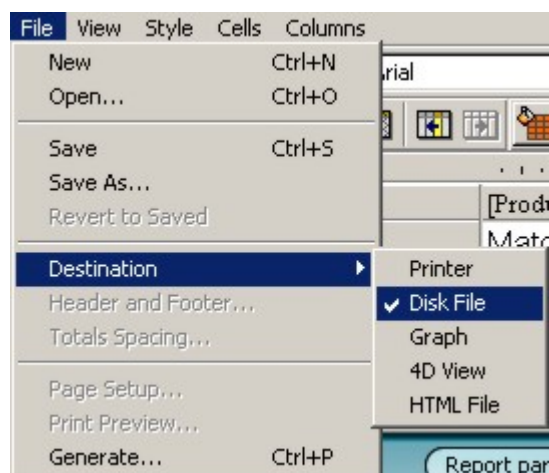 File View Style Cells Columns
New Ctrl+N
Open... Ctrl+O
Save Ctrl+S
Save As...
Revert to Saved
Destination
Header and Footer...
Totals Spacing...
Page Setup...
Print Preview...
Generate... Ctrl+P
Printer
Disk File
Graph
4D View
HTML File
rial
[Produ
Mat
Report par